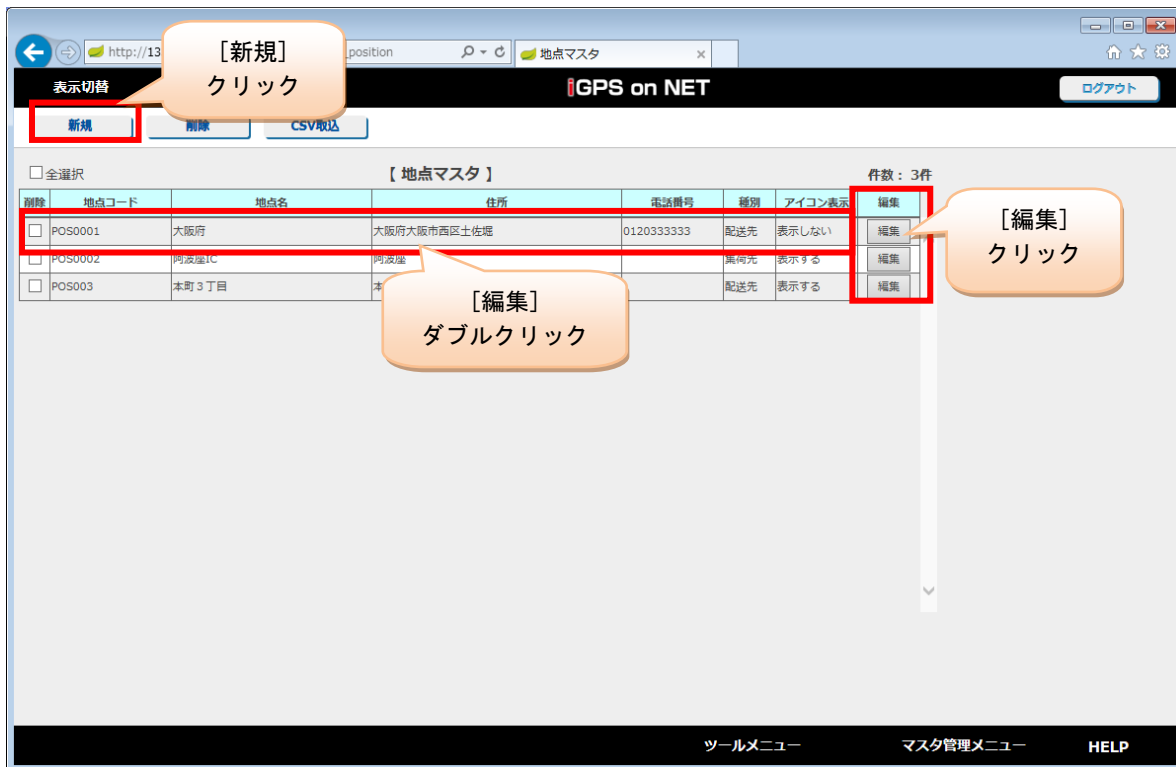 http://13
position
地点マスタ
［新規］
クリック
表示切替
iGPS on NET
ログアウト
新規
削除
CSV取込
全選択
【 地点マスタ 】
件数： 3件
削除 地点コード 地点名 住所 電話番号 種別 アイコン表示 編集
POS0001 大阪府 大阪府大阪市西区土佐堀 0120333333 配送先 表示しない 編集
POS0002 阿波座IC 阿波座 集荷先 表示する 編集
POS003 本町３丁目 本 配送先 表示する 編集
［編集］
クリック
［編集］
ダブルクリック
ツールメニュー
マスタ管理メニュー
HELP